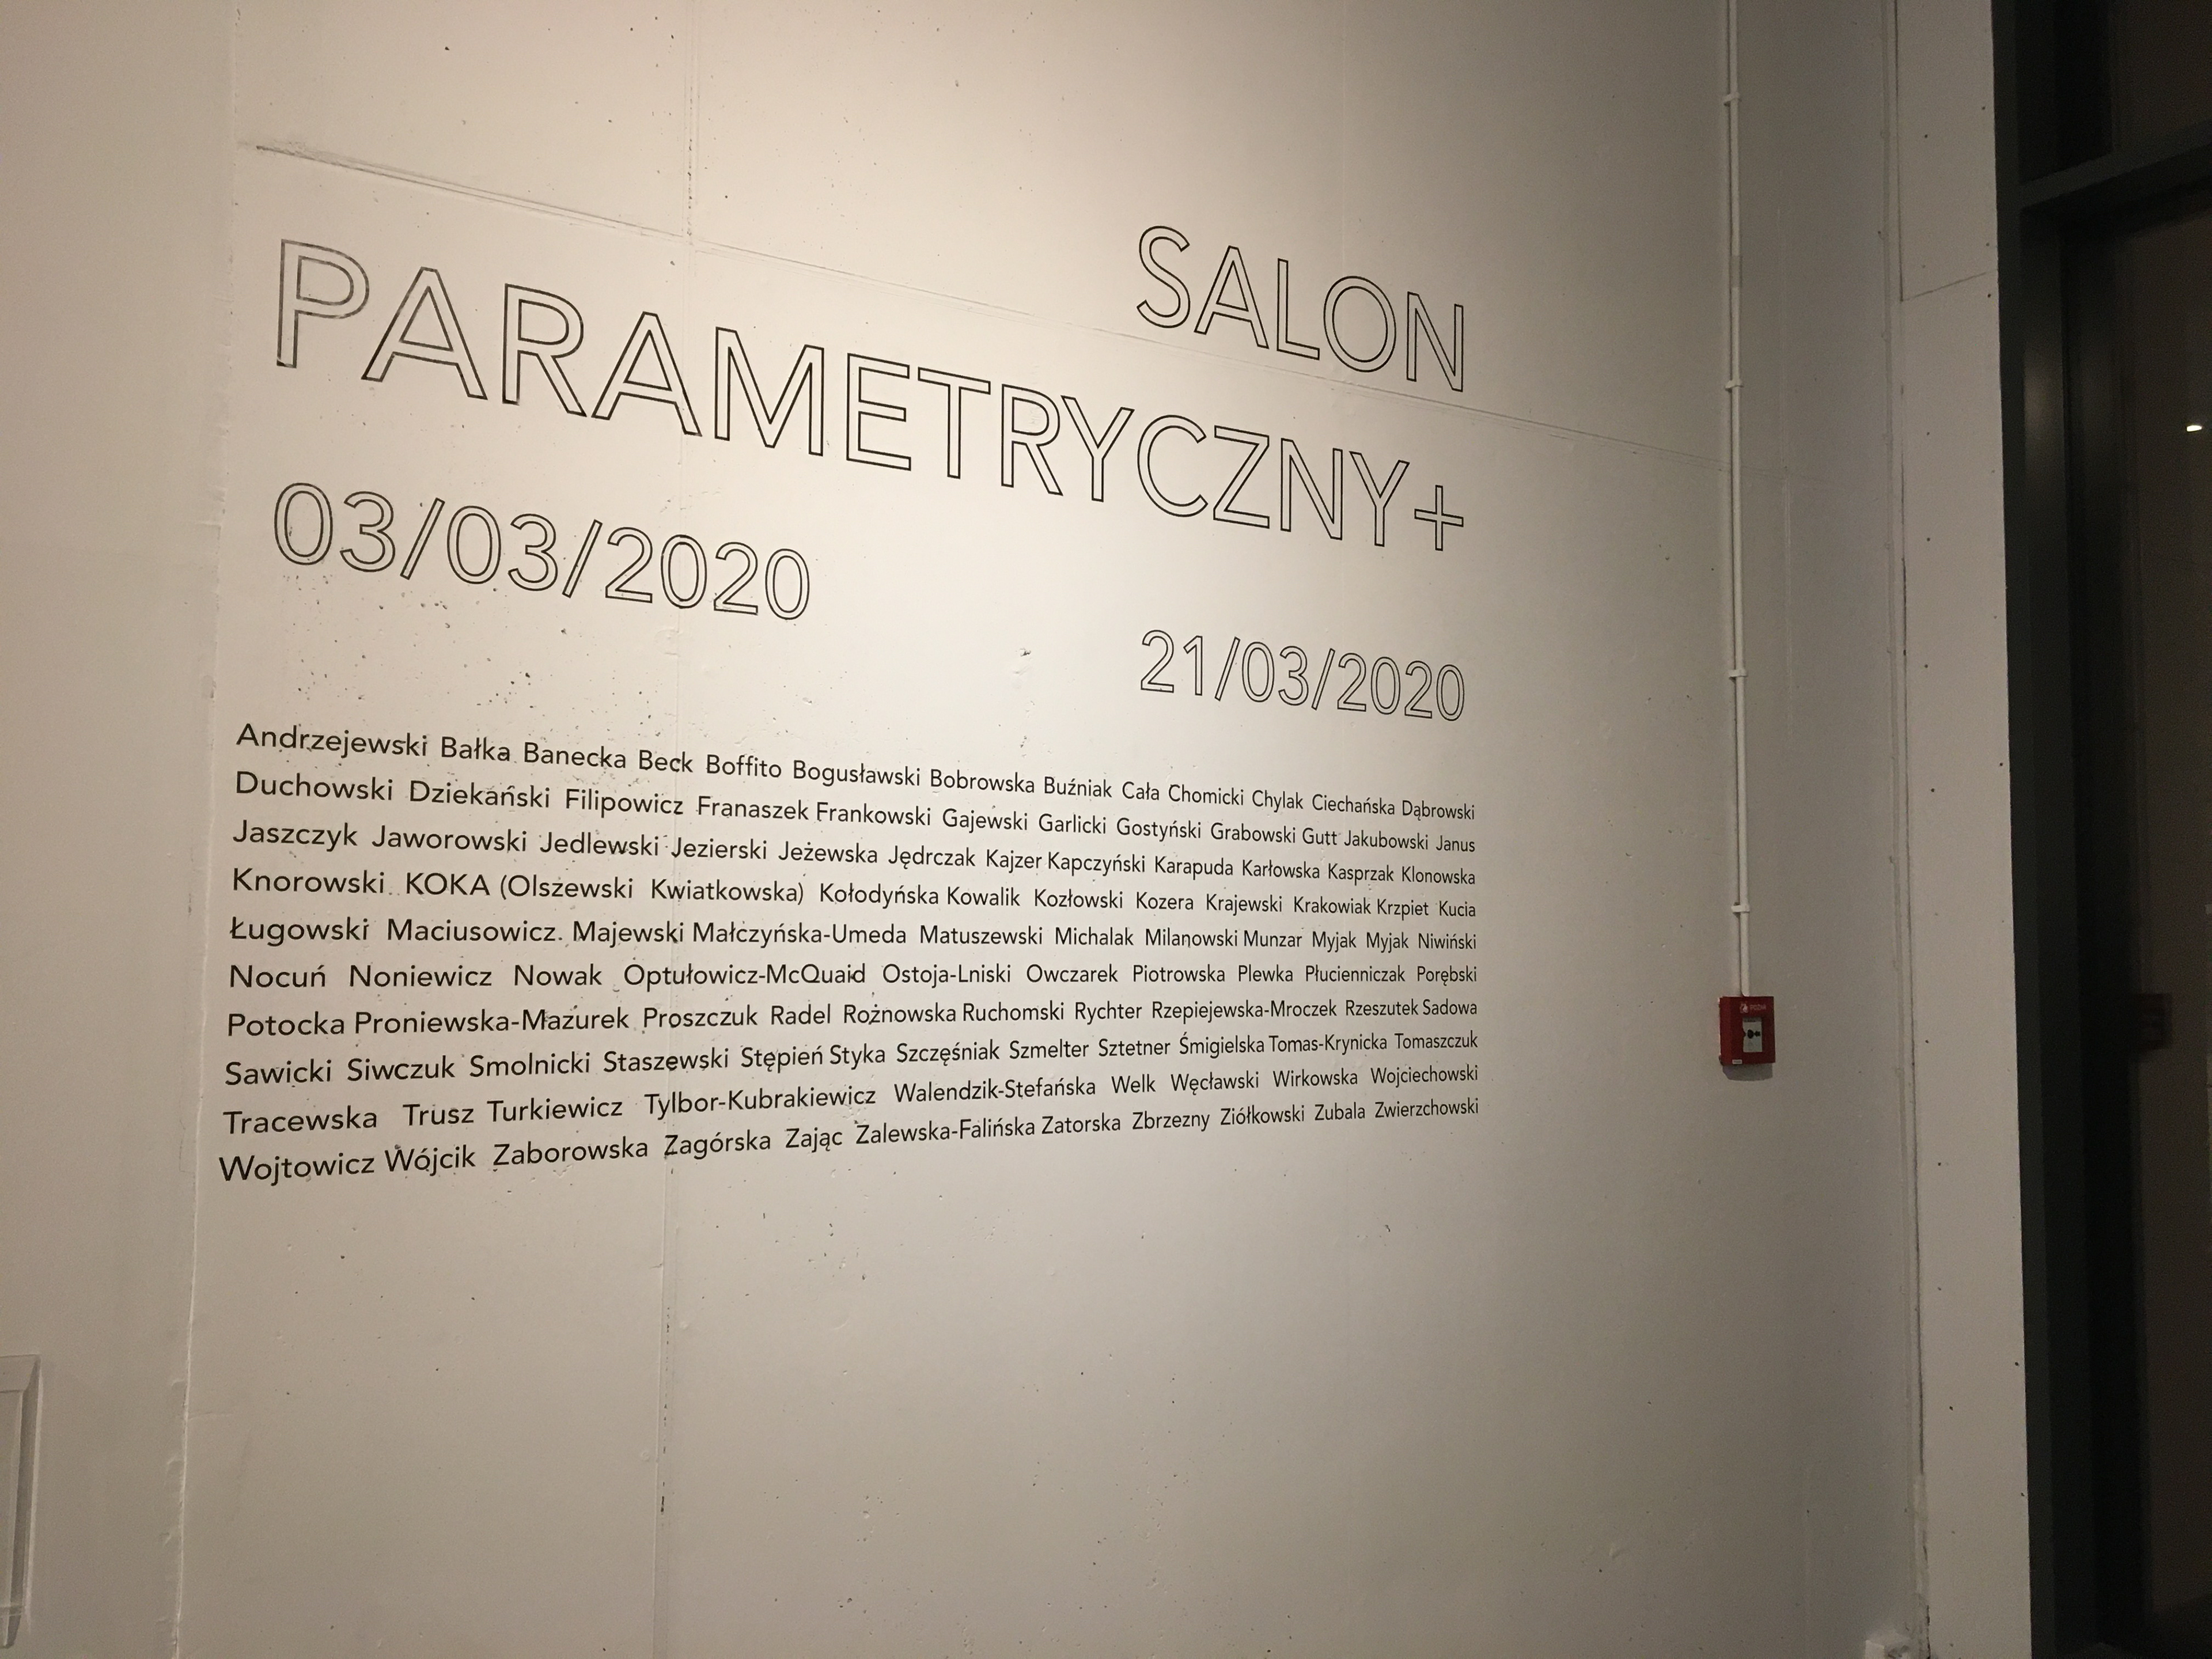 SALON
PARAMETRYCZNY+
03/03/2020
21/03/2020
Andrzejewski Bałka Banecka Beck Boffito Bogusławski Bobrowska Buźniak Cała Chomicki Chylak Ciechańska Dąbrowski
Duchowski Dziekański Filipowicz Franaszek Frankowski Gajewski Garlicki Gostyński Grabowski Gutt Jakubowski Janus
Jaszczyk Jaworowski Jedlewski Jezierski Jeżewska Jędrczak Kajzer Kapczyński Karapuda Karłowska Kasprzak Klonowska
Knorowski KOKA (Olszewski Kwiatkowska) Kołodyńska Kowalik Kozłowski Kozera Krajewski Krakowiak Krzpiet Kucia
Ługowski Maciusowicz Majewski Małczyńska-Umeda Matuszewski Michalak Milanowski Munzar Myjak Myjak Niwiński
Nocuń Noniewicz Nowak Optułowicz-McQuaid Ostoja-Lniski Owczarek Piotrowska Plewka Płucienniczak Porębski
Potocka Proniewska-Mazurek Proszczuk Radel Rożnowska Ruchomski Rychter Rzepiejewska-Mroczek Rzeszutek Sadowa
Sawicki Siwczuk Smolnicki Staszewski Stępień Styka Szczęśniak Szmelter Sztetner Śmigielska Tomas-Krynicka Tomaszczuk
Tracewska Trusz Turkiewicz Tylbor-Kubrakiewicz Walendzik-Stefańska Welk Węcławski Wirkowska Wojciechowski
Wojtowicz Wójcik Zaborowska Zagórska Zając Zalewska-Falińska Zatorska Zbrzezny Ziółkowski Zubala Zwierzchowski